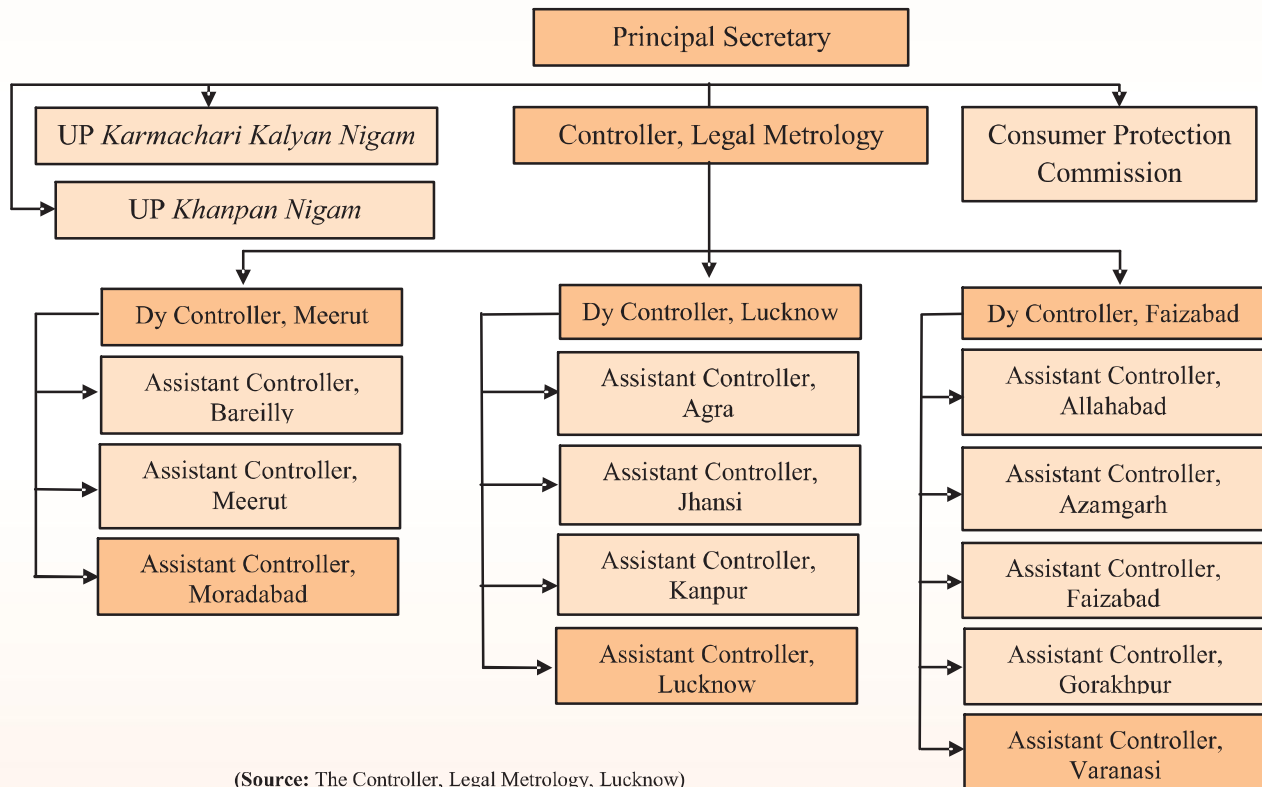 Principal Secretary
UP Karmachari Kalyan Nigam
Controller, Legal Metrology
Consumer Protection
Commission
UP Khanpan Nigam
Dy Controller, Meerut
Assistant Controller,
Bareilly
Assistant Controller,
Meerut
Assistant Controller,
Moradabad
Dy Controller, Lucknow
Assistant Controller,
Agra
Assistant Controller,
Jhansi
Assistant Controller,
Kanpur
Assistant Controller,
Lucknow
Dy Controller, Faizabad
Assistant Controller,
Allahabad
Assistant Controller,
Azamgarh
Assistant Controller,
Faizabad
Assistant Controller,
Gorakhpur
Assistant Controller,
Varanasi
(Source: The Controller, Legal Metrology, Lucknow)